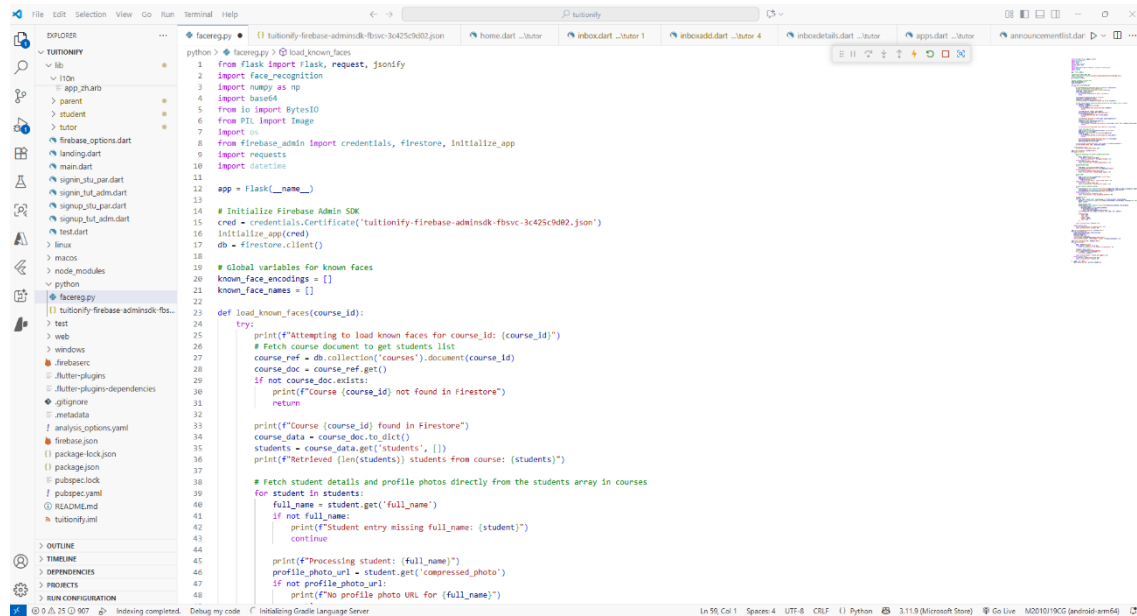 File Edit Selection View Go Run Terminal Help
tuitionify
EXPLORER
facereg.py
tuitionify-firebase-adminsdk-fbsvc-3c425c9d02.json
home.dart ...\tutor
inbox.dart ...\tutor 1
inboxadd.dart ...\tutor 4
inboxdetails.dart ...\tutor
apps.dart ...\tutor
announcementlist.dar
TUITIONIFY
lib
l10n
app_zh.arb
parent
student
tutor
firebase_options.dart
landing.dart
main.dart
signin_stu_par.dart
signin_tut_adm.dart
signup_stu_par.dart
signup_tut_adm.dart
test.dart
linux
macos
node_modules
python
facereg.py
tuitionify-firebase-adminsdk-fbs...
test
web
windows
.firebaserc
.flutter-plugins
.flutter-plugins-dependencies
.gitignore
.metadata
analysis_options.yaml
firebase.json
package-lock.json
package.json
pubspec.lock
pubspec.yaml
README.md
tuitionify.iml
OUTLINE
TIMELINE
DEPENDENCIES
PROJECTS
RUN CONFIGURATION
python > facereg.py > load_known_faces
1 from flask import Flask, request, jsonify
2 import face_recognition
3 import numpy as np
4 import base64
5 from io import BytesIO
6 from PIL import Image
7 import os
8 from firebase_admin import credentials, firestore, initialize_app
9 import requests
10 import datetime
11
12 app = Flask(__name__)
13
14 # Initialize Firebase Admin SDK
15 cred = credentials.Certificate('tuitionify-firebase-adminsdk-fbsvc-3c425c9d02.json')
16 initialize_app(cred)
17 db = firestore.client()
18
19 # Global variables for known faces
20 known_face_encodings = []
21 known_face_names = []
22
23 def load_known_faces(course_id):
24 try:
25 print(f"Attempting to load known faces for course_id: {course_id}")
26 # Fetch course document to get students list
27 course_ref = db.collection('courses').document(course_id)
28 course_doc = course_ref.get()
29 if not course_doc.exists:
30 print(f"Course {course_id} not found in Firestore")
31 return
32
33 print(f"Course {course_id} found in Firestore")
34 course_data = course_doc.to_dict()
35 students = course_data.get('students', [])
36 print(f"Retrieved {len(students)} students from course: {students}")
37
38 # Fetch student details and profile photos directly from the students array in courses
39 for student in students:
40 full_name = student.get('full_name')
41 if not full_name:
42 print(f"Student entry missing full_name: {student}")
43 continue
44
45 print(f"Processing student: {full_name}")
46 profile_photo_url = student.get('compressed_photo')
47 if not profile_photo_url:
48 print(f"No profile photo URL for {full_name}")
0 25 907 Indexing completed. Debug my code Initializing Gradle Language Server
Ln 59, Col 1 Spaces: 4 UTF-8 CRLF {} Python 3.11.9 (Microsoft Store) Go Live M2010J19CG (android-arm64)